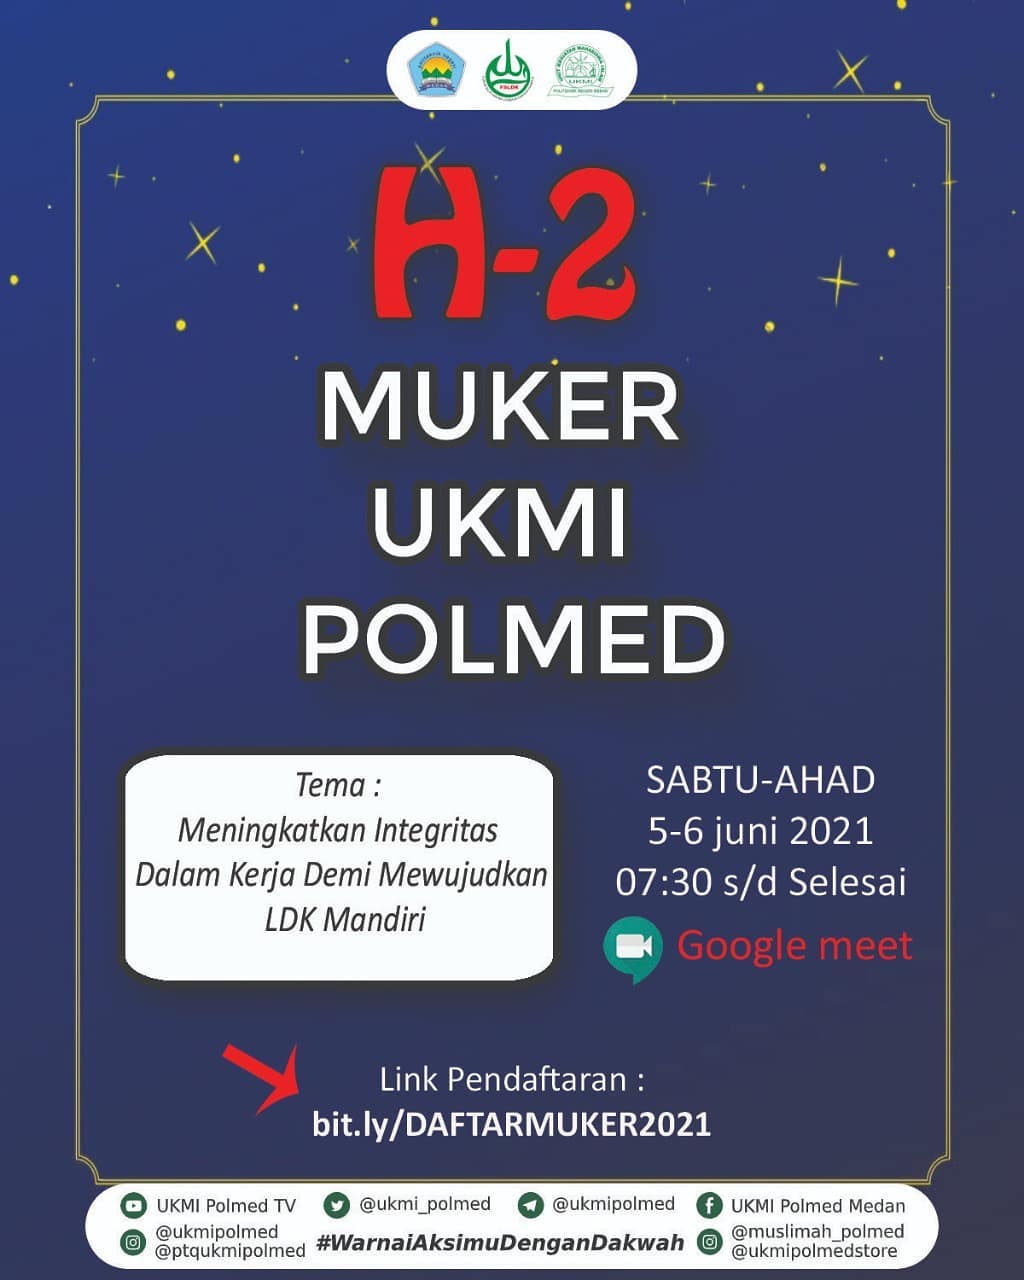 FSLDK
UKMI
H-2
MUKER
UKMI
POLMED
Tema :
Meningkatkan Integritas
Dalam Kerja Demi Mewujudkan
LDK Mandiri
SABTU-AHAD
5-6 juni 2021
07:30 s/d Selesai
Google meet
Link Pendaftaran :
bit.ly/DAFTARMUKER2021
UKMI Polmed TV
@ukmi_polmed
@ukmipolmed
UKMI Polmed Medan
@ukmipolmed
@ptqukmipolmed
#WarnaiAksimuDenganDakwah
@muslimah_polmed
@ukmipolmedstore